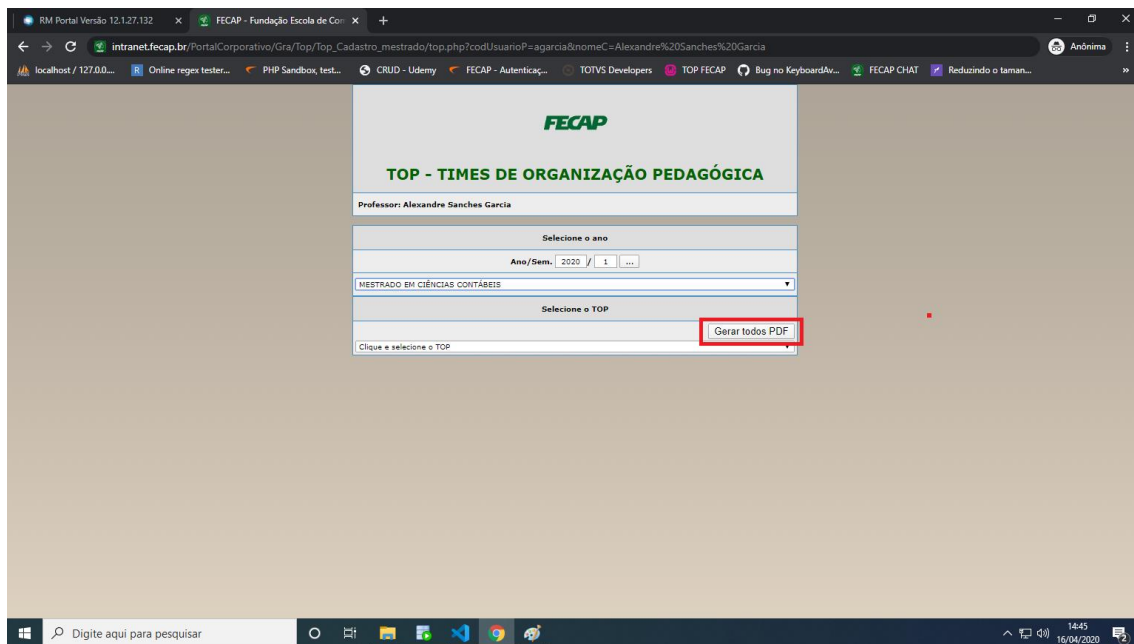 RM Portal Versão 12.1.27.132
FECAP - Fundação Escola de Com
intranet.fecap.br/PortalCorporativo/Gra/Top/Top_Cadastro_mestrado/top.php?codUsuarioP=agarcia&nomeC=Alexandre%20Sanches%20Garcia
Anônima
localhost / 127.0.0.... Online regex tester... PHP Sandbox, test... CRUD - Udemy FECAP - Autenticaç... TOTVS Developers TOP FECAP Bug no KeyboardAv... FECAP CHAT Reduzindo o taman... »
FECAP
TOP - TIMES DE ORGANIZAÇÃO PEDAGÓGICA
Professor: Alexandre Sanches Garcia
Selecione o ano
Ano/Sem. 2020 / 1 ...
MESTRADO EM CIÊNCIAS CONTÁBEIS
Selecione o TOP
Gerar todos PDF
Clique e selecione o TOP
Digite aqui para pesquisar
14:45
16/04/2020
2